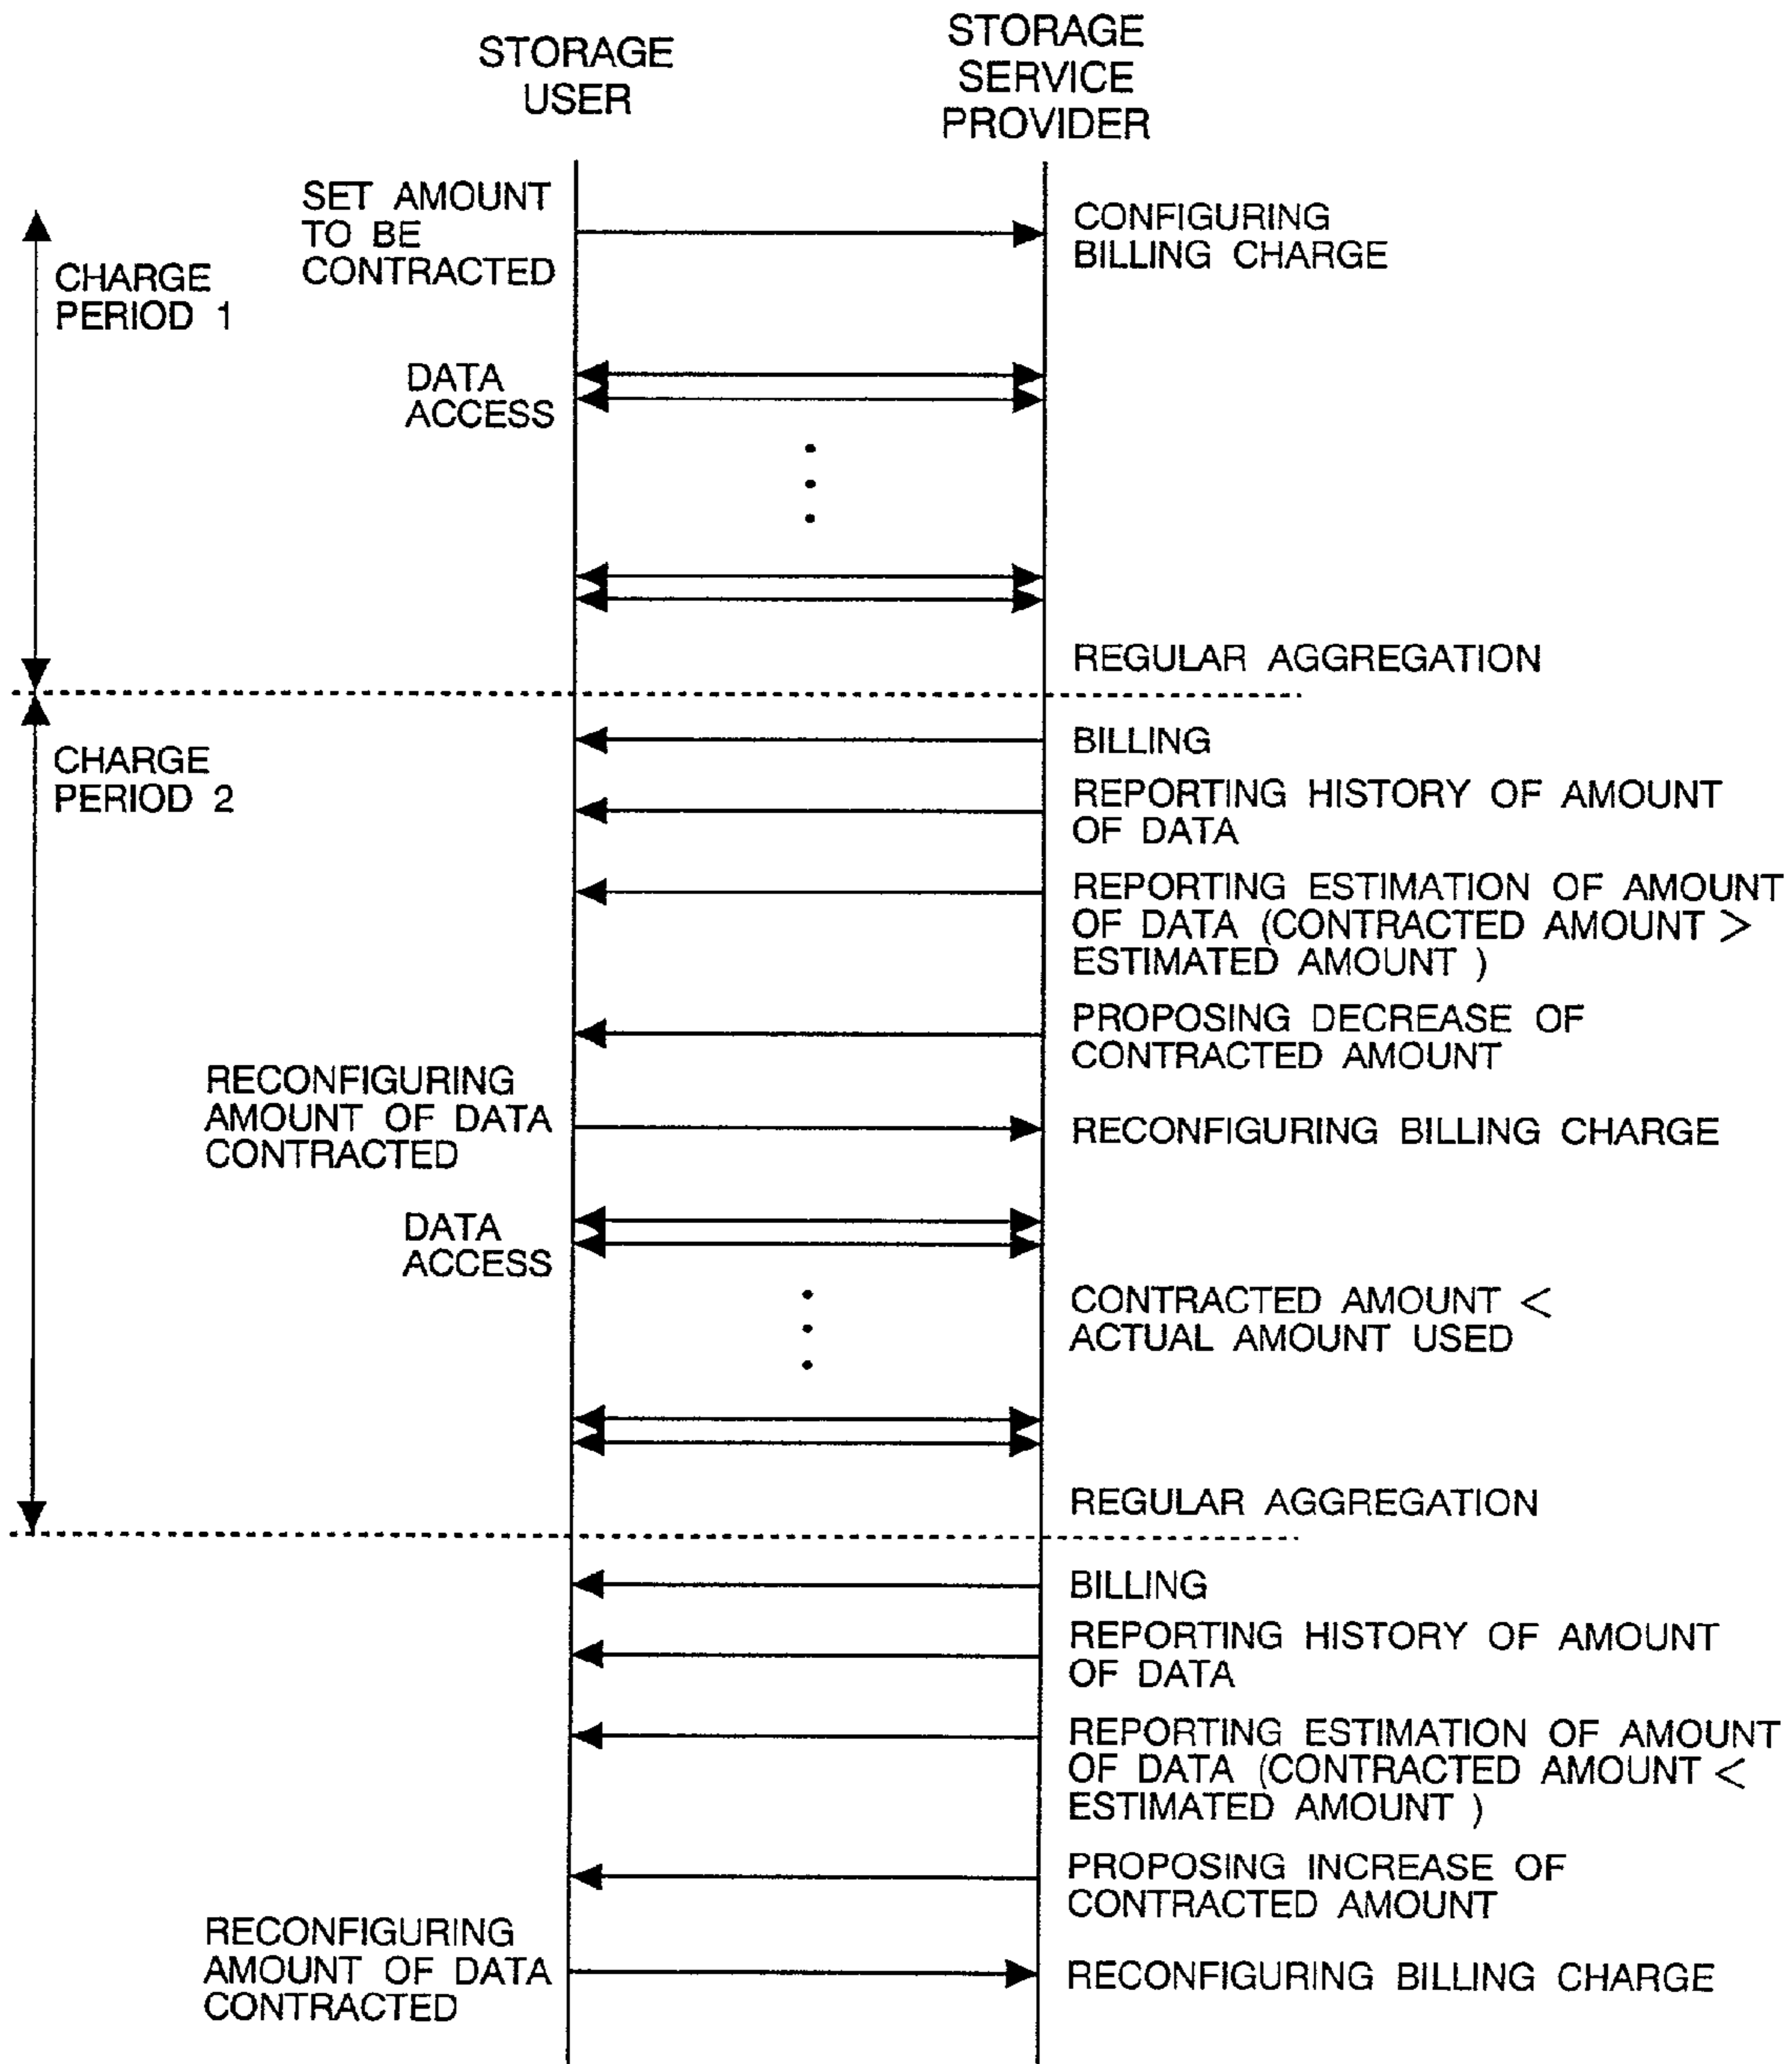 STORAGE
USER
STORAGE
SERVICE
PROVIDER
SET AMOUNT
TO BE
CONTRACTED
CONFIGURING
BILLING CHARGE
CHARGE
PERIOD 1
DATA
ACCESS
REGULAR AGGREGATION
CHARGE
PERIOD 2
BILLING
REPORTING HISTORY OF AMOUNT
OF DATA
REPORTING ESTIMATION OF AMOUNT
OF DATA (CONTRACTED AMOUNT >
ESTIMATED AMOUNT )
PROPOSING DECREASE OF
CONTRACTED AMOUNT
RECONFIGURING
AMOUNT OF DATA
CONTRACTED
RECONFIGURING BILLING CHARGE
DATA
ACCESS
CONTRACTED AMOUNT <
ACTUAL AMOUNT USED
REGULAR AGGREGATION
BILLING
REPORTING HISTORY OF AMOUNT
OF DATA
REPORTING ESTIMATION OF AMOUNT
OF DATA (CONTRACTED AMOUNT <
ESTIMATED AMOUNT )
PROPOSING INCREASE OF
CONTRACTED AMOUNT
RECONFIGURING
AMOUNT OF DATA
CONTRACTED
RECONFIGURING BILLING CHARGE